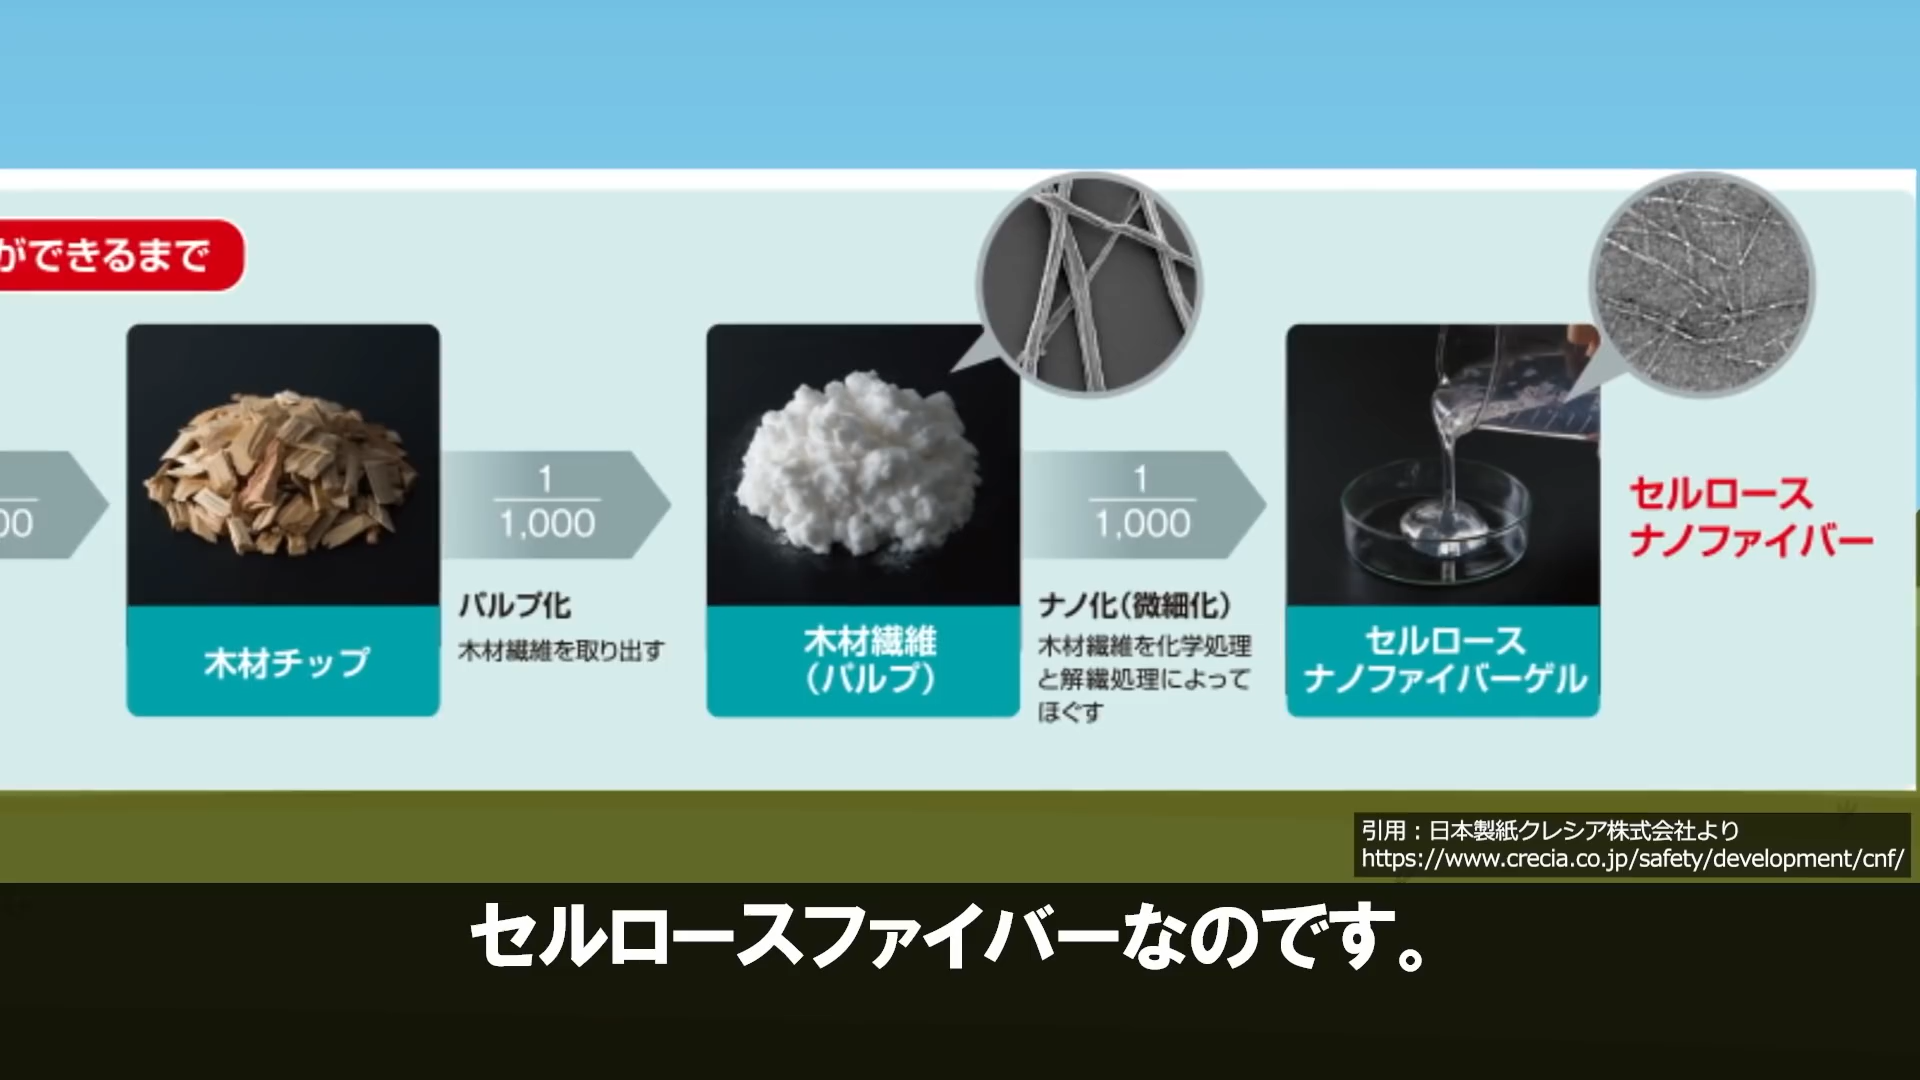 ができるまで
00
木材チップ
1
1,000
パルプ化
木材繊維を取り出す
木材繊維
（パルプ）
1
1,000
ナノ化（微細化）
木材繊維を化学処理
と解繊処理によって
ほぐす
セルロース
ナノファイバーゲル
セルロース
ナノファイバー
引用：日本製紙クレシア株式会社より
https://www.crecia.co.jp/safety/development/cnf/
セルロースファイバーなのです。